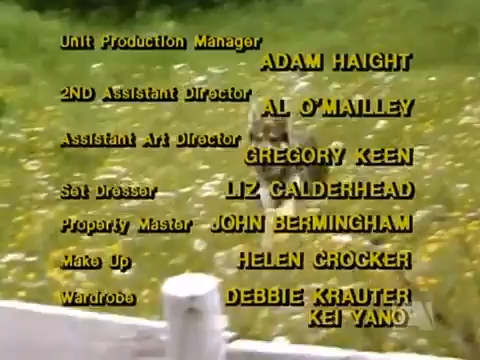 Unit Production Manager
ADAM HAIGHT
2ND Assistant Director
AL O'MAILLEY
Assistant Art Director
GREGORY KEEN
Set Dresser LIZ CALDERHEAD
Property Master JOHN BERMINGHAM
Make Up HELEN CROCKER
Wardrobe DEBBIE KRAUTER
KEI YANO